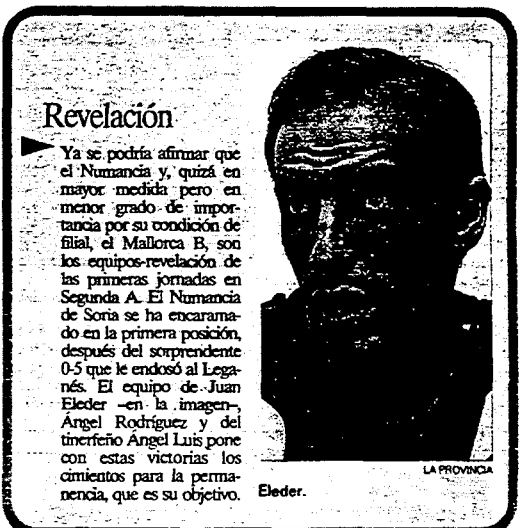 Revelación
Ya se podría afirmar que
el Numancia y, quizá en
mayor medida pero en
menor grado de impor-
tancia por su condición de
filial, el Mallorca B, son
los equipos-revelación de
las primeras jornadas en
Segunda A. El Numancia
de Soria se ha encarama-
do en la primera posición,
después del sorprendente
0-5 que le endosó al Lega-
nés. El equipo de Juan
Eleder –en la imagen–,
Ángel Rodríguez y del
tinerfeño Ángel Luis pone
con estas victorias los
cimientos para la perma-
nencia, que es su objetivo.
LA PROVINCIA
Eleder.